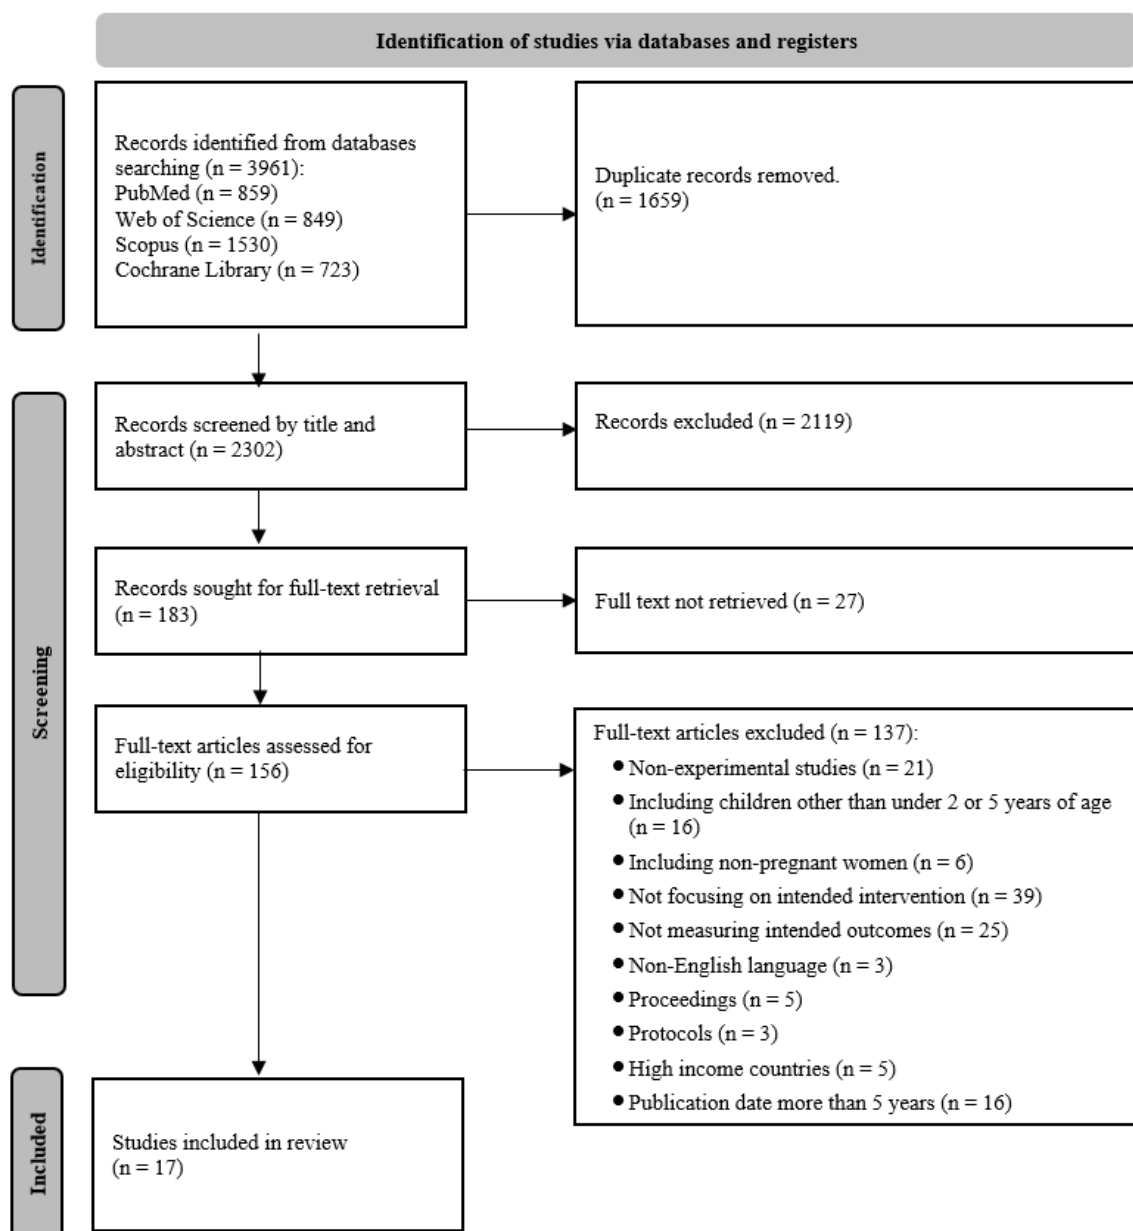 Identification of studies via databases and registers
Identification
Records identified from databases
searching (n = 3961):
PubMed (n = 859)
Web of Science (n = 849)
Scopus (n = 1530)
Cochrane Library (n = 723)
Duplicate records removed.
(n = 1659)
Screening
Records screened by title and
abstract (n = 2302)
Records excluded (n = 2119)
Records sought for full-text retrieval
(n = 183)
Full text not retrieved (n = 27)
Full-text articles assessed for
eligibility (n = 156)
Full-text articles excluded (n = 137):
● Non-experimental studies (n = 21)
● Including children other than under 2 or 5 years of age
(n = 16)
● Including non-pregnant women (n = 6)
● Not focusing on intended intervention (n = 39)
● Not measuring intended outcomes (n = 25)
● Non-English language (n = 3)
● Proceedings (n = 5)
● Protocols (n = 3)
● High income countries (n = 5)
● Publication date more than 5 years (n = 16)
Included
Studies included in review
(n = 17)